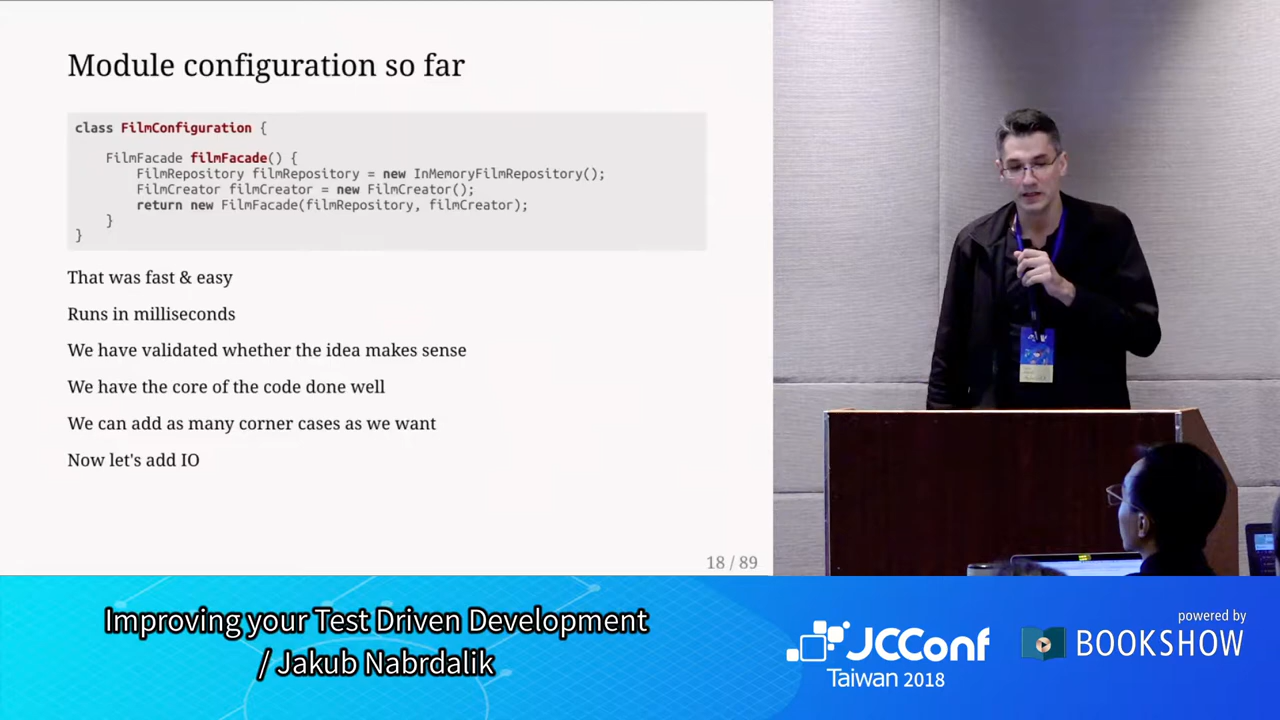 Module configuration so far
class FilmConfiguration {
FilmFacade filmFacade() {
FilmRepository filmRepository = new InMemoryFilmRepository();
FilmCreator filmCreator = new FilmCreator();
return new FilmFacade(filmRepository, filmCreator);
}
}
That was fast & easy
Runs in milliseconds
We have validated whether the idea makes sense
We have the core of the code done well
We can add as many corner cases as we want
Now let's add IO
18 / 89
Improving your Test Driven Development
/ Jakub Nabrdalik
JCConf
Taiwan 2018
powered by
BOOKSHOW